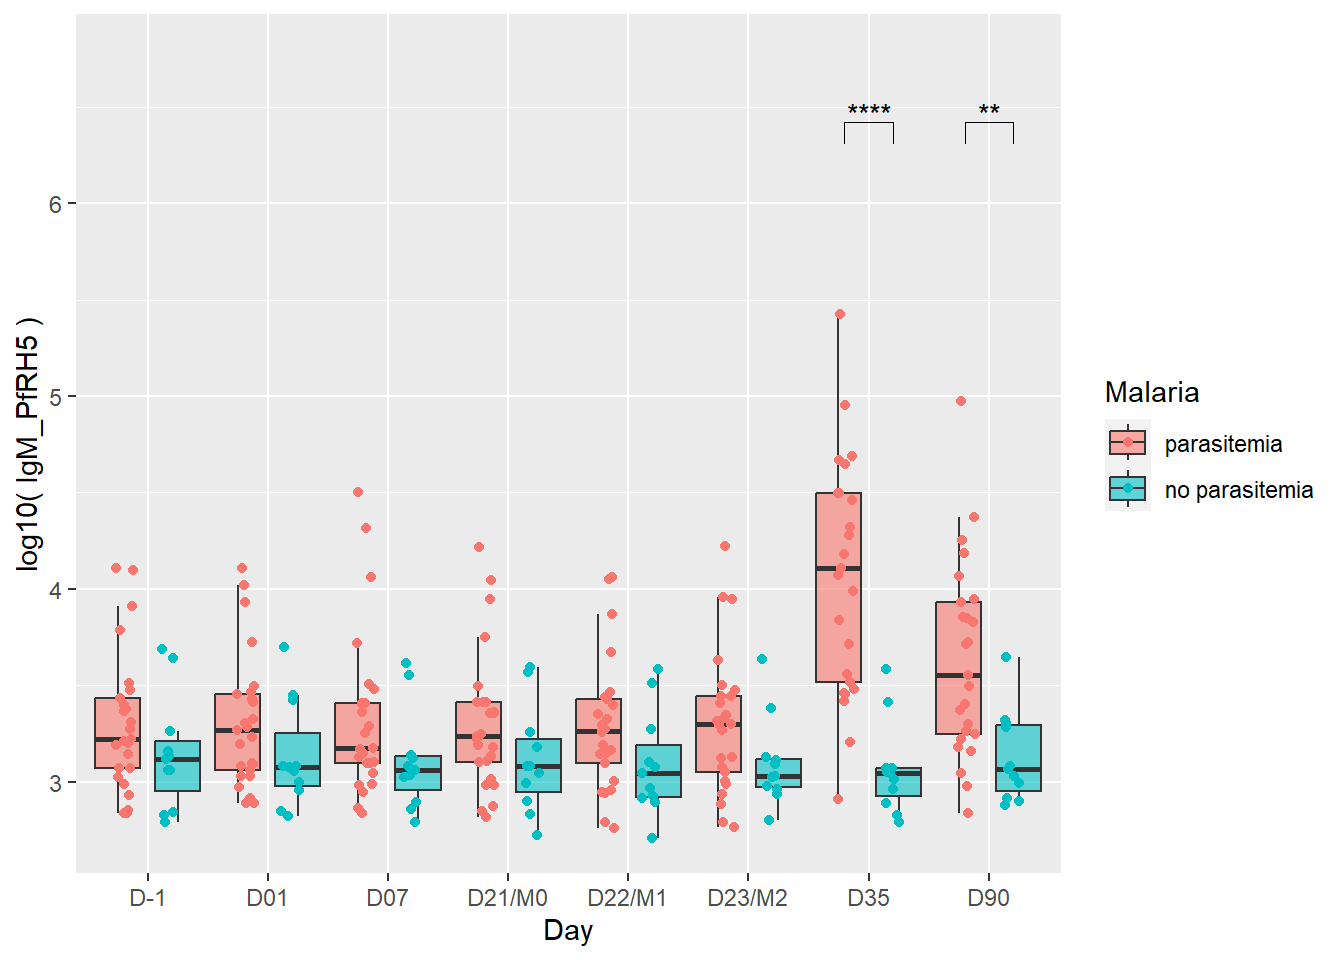 ****
**
6
5
4
3
log10( IgM_PfRH5 )
D-1
D01
D07
D21/M0
D22/M1
D23/M2
D35
D90
Day
Malaria
parasitemia
no parasitemia